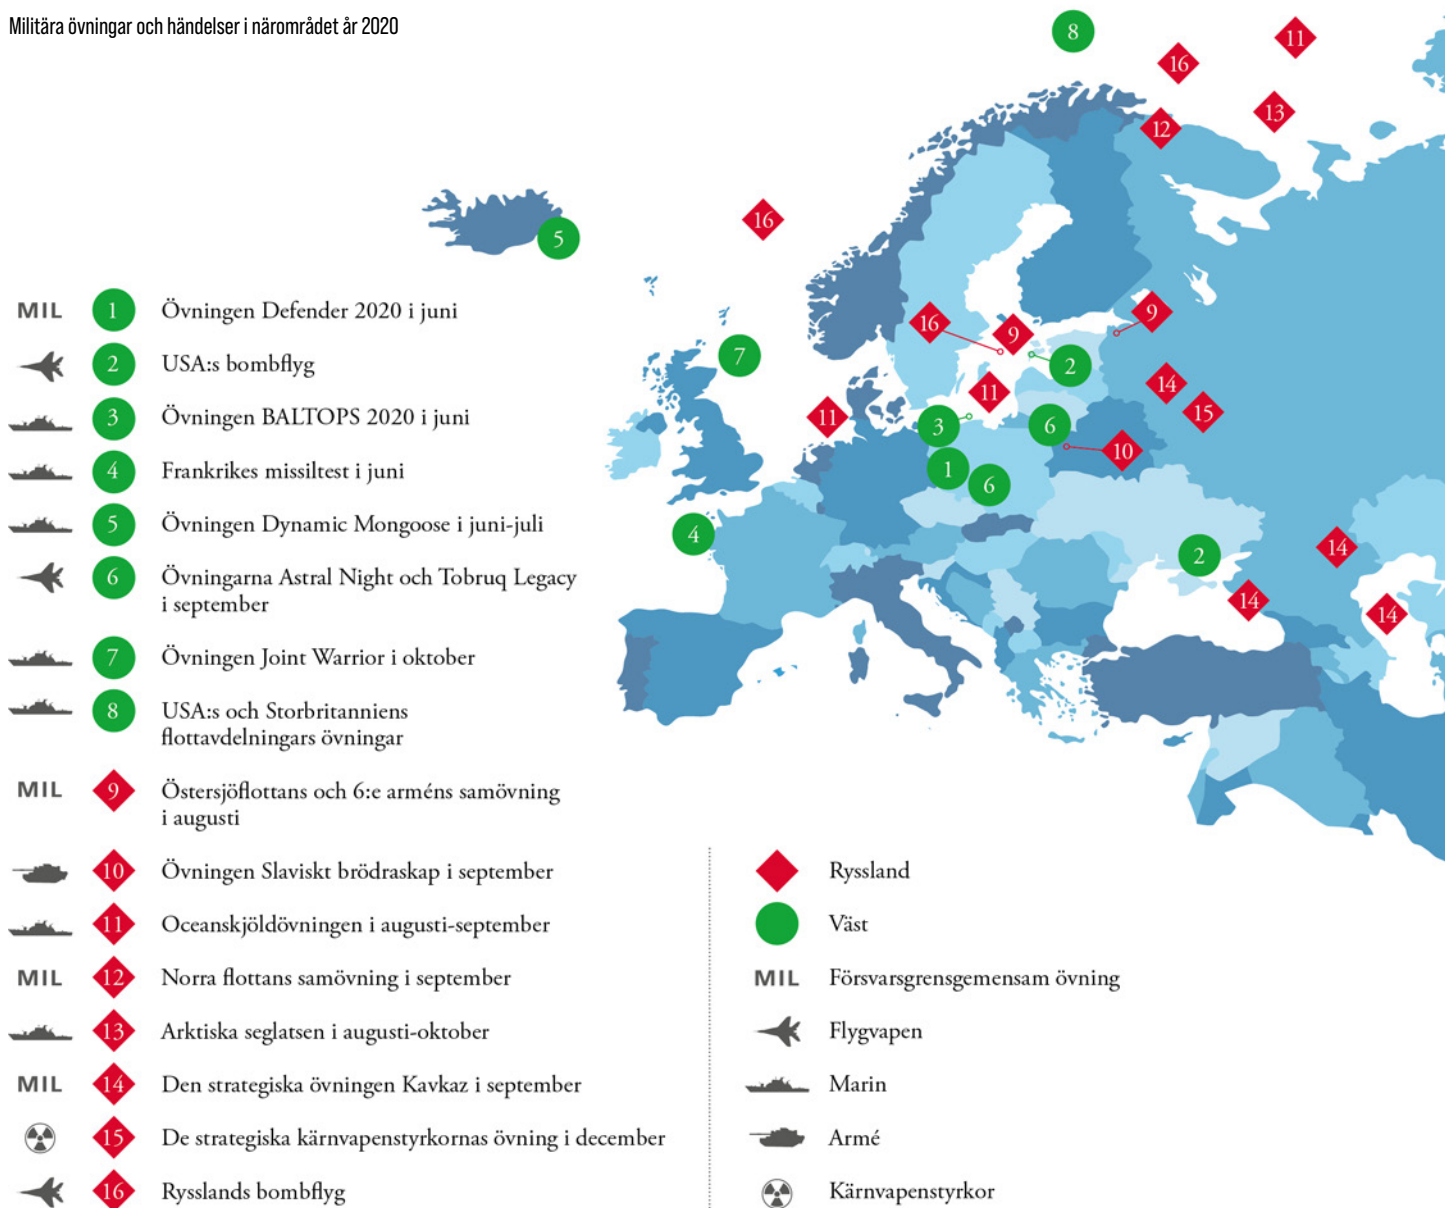 Militära övningar och händelser i närområdet år 2020
8
11
16
13
12
16
5
MIL 1 Övningen Defender 2020 i juni
2 USA:s bombflyg
3 Övningen BALTOPS 2020 i juni
4 Frankrikes missiltest i juni
5 Övningen Dynamic Mongoose i juni-juli
6 Övningarna Astral Night och Tobruq Legacy
i september
7 Övningen Joint Warrior i oktober
8 USA:s och Storbritanniens
flottavdelningars övningar
MIL 9 Östersjöflottans och 6:e arméns samövning
i augusti
10 Övningen Slaviskt brödraskap i september
11 Oceanskjöldövningen i augusti-september
MIL 12 Norra flottans samövning i september
13 Arktiska seglatsen i augusti-oktober
MIL 14 Den strategiska övningen Kavkaz i september
15 De strategiska kärnvapenstyrkornas övning i december
16 Rysslands bombflyg
16
9
9
7
2
14
11
15
11
3
6
10
1
6
4
14
2
14
14
Ryssland
Väst
MIL Försvarsgrensgemensam övning
Flygvapen
Marin
Armé
Kärnvapenstyrkor